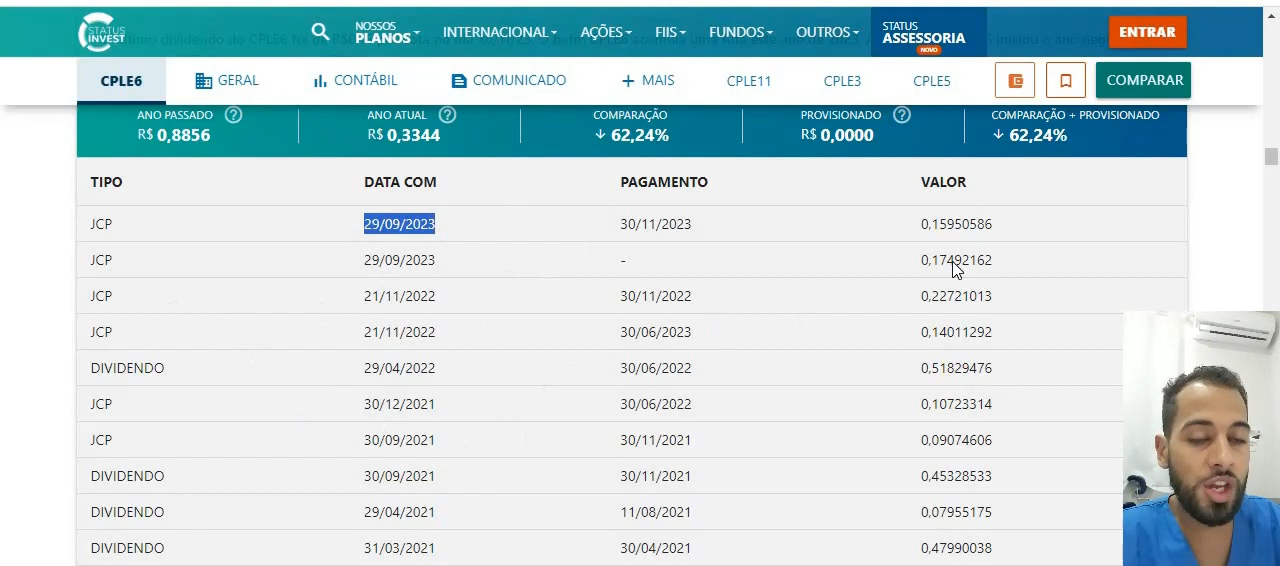 STATUS
INVEST
NOSSOS
PLANOS
INTERNACIONAL
AÇÕES
FIIS
FUNDOS
OUTROS
STATUS
ASSESSORIA
NOVO
ENTRAR
CPLE6
GERAL
CONTÁBIL
COMUNICADO
MAIS
CPLE11
CPLE3
CPLE5
COMPARAR
ANO PASSADO ?
R$ 0,8856
ANO ATUAL ?
R$ 0,3344
COMPARAÇÃO
62,24%
PROVISIONADO ?
R$ 0,0000
COMPARAÇÃO + PROVISIONADO
62,24%
TIPO DATA COM PAGAMENTO VALOR
JCP 29/09/2023 30/11/2023 0,15950586
JCP 29/09/2023 - 0,17492162
JCP 21/11/2022 30/11/2022 0,22721013
JCP 21/11/2022 30/06/2023 0,14011292
DIVIDENDO 29/04/2022 30/06/2022 0,51829476
JCP 30/12/2021 30/06/2022 0,10723314
JCP 30/09/2021 30/11/2021 0,09074606
DIVIDENDO 30/09/2021 30/11/2021 0,45328533
DIVIDENDO 29/04/2021 11/08/2021 0,07955175
DIVIDENDO 31/03/2021 30/04/2021 0,47990038